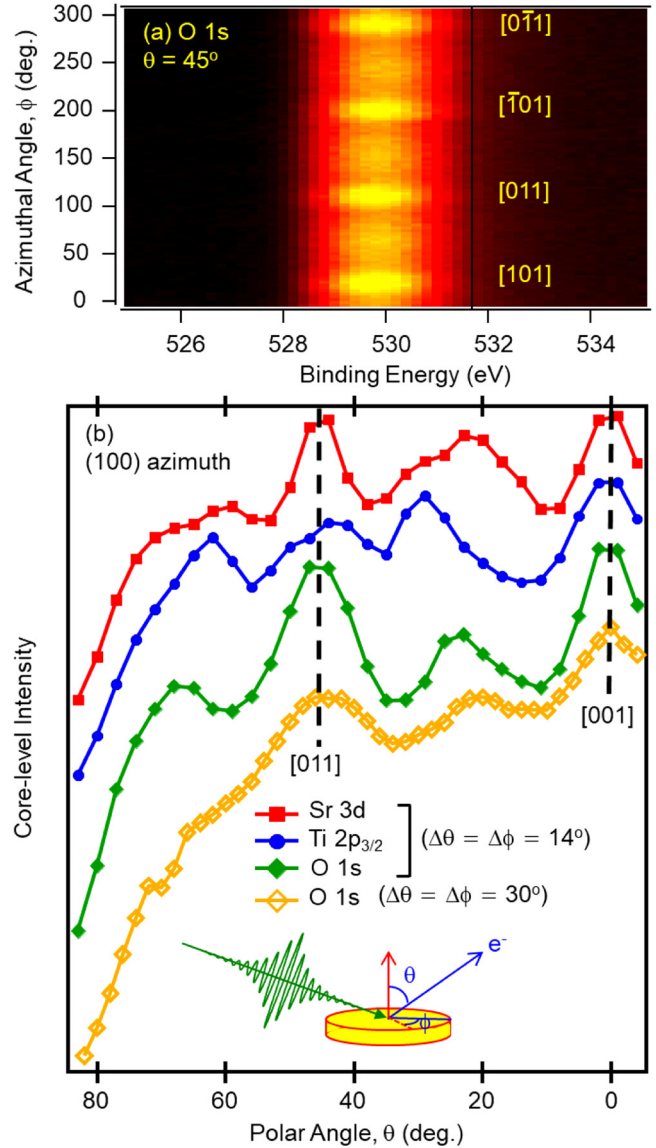 (a) O 1s
θ = 45°
[01̅1]
[1̅01]
[011]
[101]
300
250
200
150
100
50
0
Azimuthal Angle, ϕ (deg.)
526 528 530 532 534
Binding Energy (eV)
(b)
(100) azimuth
Core-level Intensity
[011]
[001]
Sr 3d
Ti 2p3/2
O 1s
(Δθ = Δϕ = 14°)
O 1s (Δθ = Δϕ = 30°)
θ
e-
ϕ
80 60 40 20 0
Polar Angle, θ (deg.)